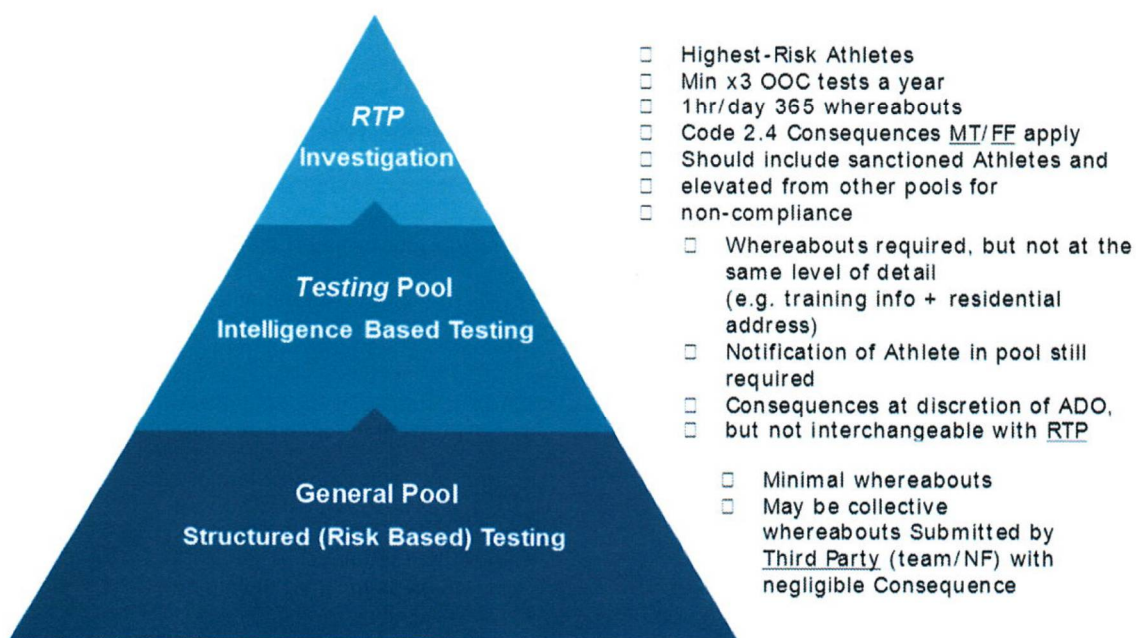 RTP
Investigation
Testing Pool
Intelligence Based Testing
General Pool
Structured (Risk Based) Testing
Highest-Risk Athletes
Min x3 OOC tests a year
1hr/day 365 whereabouts
Code 2.4 Consequences MT/FF apply
Should include sanctioned Athletes and
elevated from other pools for
non-compliance
Whereabouts required, but not at the
same level of detail
(e.g. training info + residential
address)
Notification of Athlete in pool still
required
Consequences at discretion of ADO,
but not interchangeable with RTP
Minimal whereabouts
May be collective
whereabouts Submitted by
Third Party (team/NF) with
negligible Consequence